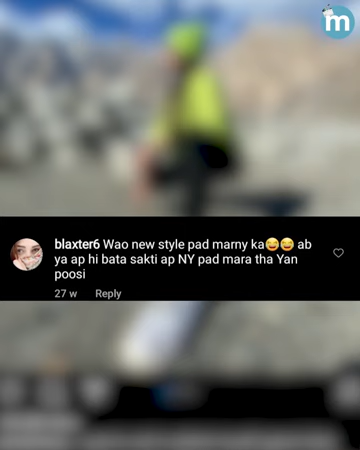 m
blaxter6 Wao new style pad marny ka😂😂 ab
ya ap hi bata sakti ap NY pad mara tha Yan
poosi
27 w Reply